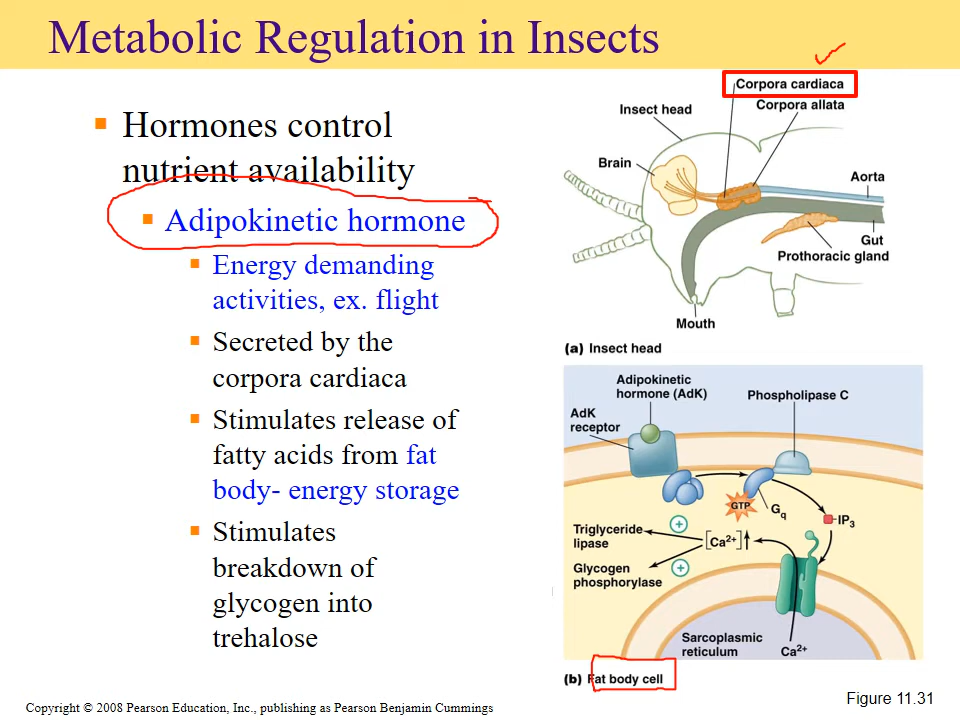 Metabolic Regulation in Insects
Hormones control
nutrient availability
Adipokinetic hormone
Energy demanding
activities, ex. flight
Secreted by the
corpora cardiaca
Stimulates release of
fatty acids from fat
body- energy storage
Stimulates
breakdown of
glycogen into
trehalose
Corpora cardiaca
Corpora allata
Insect head
Brain
Aorta
Gut
Prothoracic gland
Mouth
(a) Insect head
Adipokinetic
hormone (AdK)
Phospholipase C
AdK
receptor
GTP
Gq
IP3
Triglyceride
lipase
+
[Ca2+]
Glycogen
phosphorylase
+
Sarcoplasmic
reticulum
Ca2+
(b) Fat body cell
Figure 11.31
Copyright © 2008 Pearson Education, Inc., publishing as Pearson Benjamin Cummings